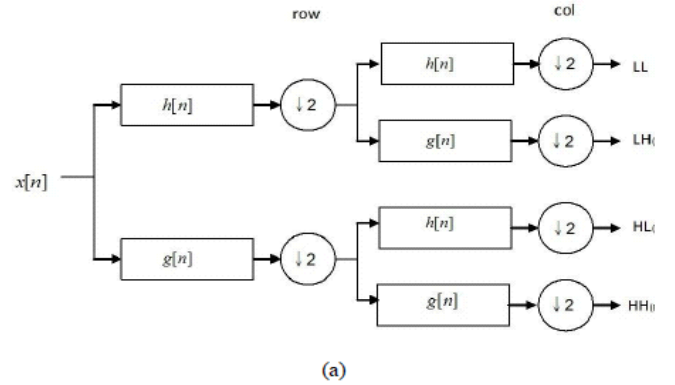 row
col
h[n]
↓2
LL
h[n]
↓2
g[n]
↓2
LH(
x[n]
h[n]
↓2
HL(
g[n]
↓2
g[n]
↓2
HH(
(a)